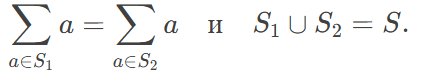 ∑_{a∈S₁} a = ∑_{a∈S₂} a и S₁ ∪ S₂ = S.